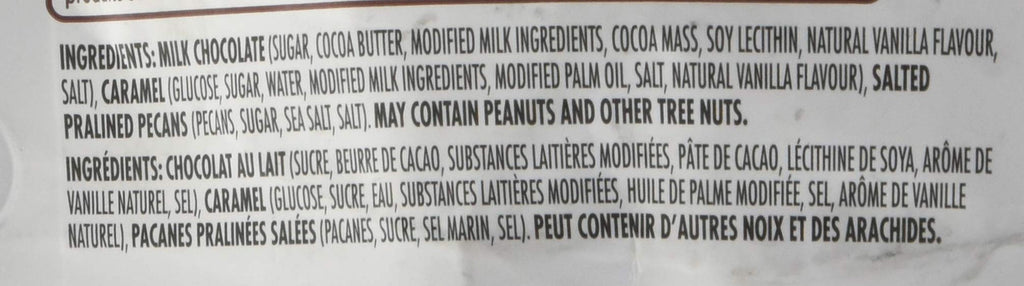 INGREDIENTS: MILK CHOCOLATE (SUGAR, COCOA BUTTER, MODIFIED MILK INGREDIENTS, COCOA MASS, SOY LECITHIN, NATURAL VANILLA FLAVOUR,
SALT), CARAMEL (GLUCOSE, SUGAR, WATER, MODIFIED MILK INGREDIENTS, MODIFIED PALM OIL, SALT, NATURAL VANILLA FLAVOUR), SALTED
PRALINED PECANS (PECANS, SUGAR, SEA SALT, SALT). MAY CONTAIN PEANUTS AND OTHER TREE NUTS.
INGRÉDIENTS: CHOCOLAT AU LAIT (SUCRE, BEURRE DE CACAO, SUBSTANCES LAITIÈRES MODIFIÉES, PÂTE DE CACAO, LÉCITHINE DE SOYA, ARÔME DE
VANILLE NATUREL, SEL), CARAMEL (GLUCOSE, SUCRE, EAU, SUBSTANCES LAITIÈRES MODIFIÉES, HUILE DE PALME MODIFIÉE, SEL, ARÔME DE VANILLE
NATUREL), PACANES PRALINÉES SALÉES (PACANES, SUCRE, SEL MARIN, SEL). PEUT CONTENIR D'AUTRES NOIX ET DES ARACHIDES.